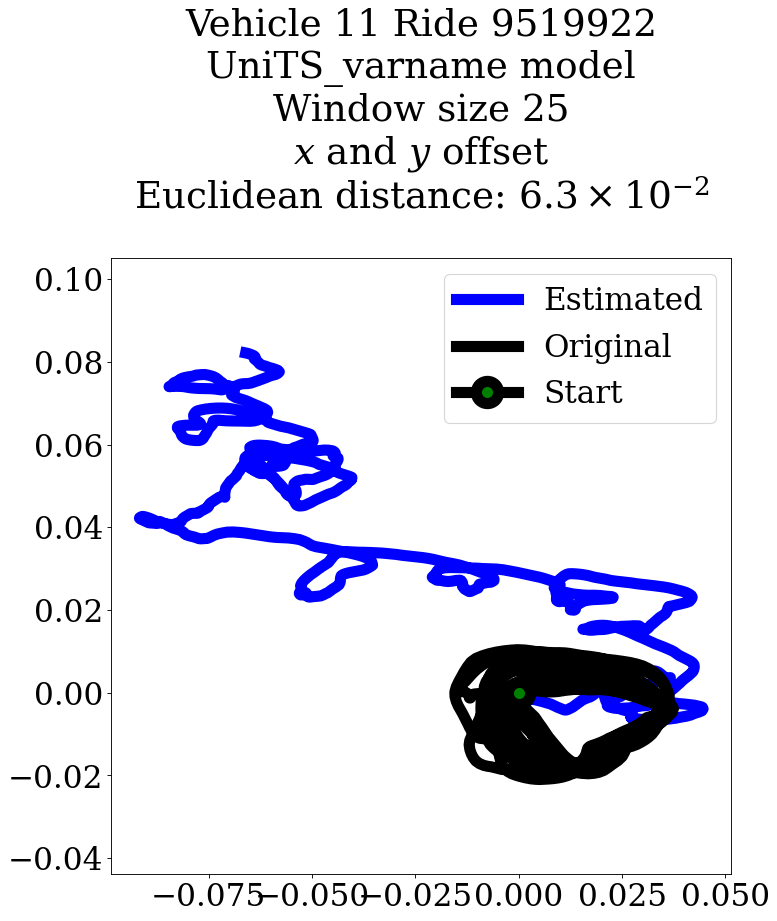 Vehicle 11 Ride 9519922
UniTS_varname model
Window size 25
x and y offset
Euclidean distance: 6.3 × 10⁻²
Estimated
Original
Start
0.10
0.08
0.06
0.04
0.02
0.00
−0.02
−0.04
−0.075 −0.050 −0.025 0.000 0.025 0.050